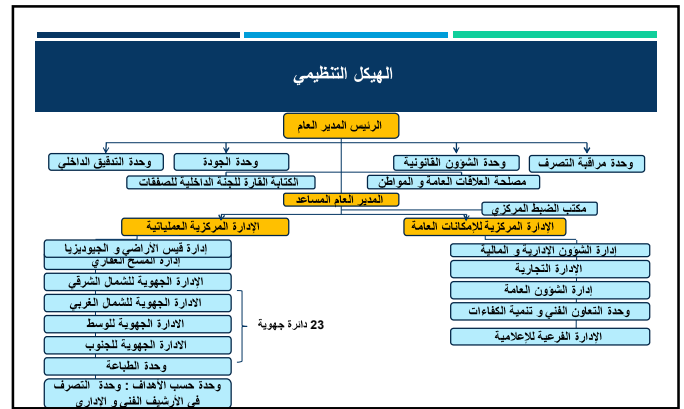 الهيكل التنظيمي
الرئيس المدير العام
وحدة مراقبة التصرف
وحدة الشؤون القانونية
وحدة الجودة
وحدة التدقيق الداخلي
مصلحة العلاقات العامة و المواطن
الكتابة القارة للجنة الداخلية للصفقات
المدير العام المساعد
مكتب الضبط المركزي
الإدارة المركزية للإمكانات العامة
الإدارة المركزية العملياتية
إدارة الشؤون الإدارية و المالية
الإدارة التجارية
إدارة الشؤون العامة
وحدة التعاون الفني و تنمية الكفاءات
الإدارة الفرعية للإعلامية
إدارة قيس الأراضي و الجيوديزيا
إدارة المسح العقاري
الإدارة الجهوية للشمال الشرقي
الإدارة الجهوية للشمال الغربي
الادارة الجهوية للوسط
الادارة الجهوية للجنوب
وحدة الطباعة
وحدة حسب الأهداف : وحدة التصرف
في الأرشيف الفني و الإداري
23 دائرة جهوية